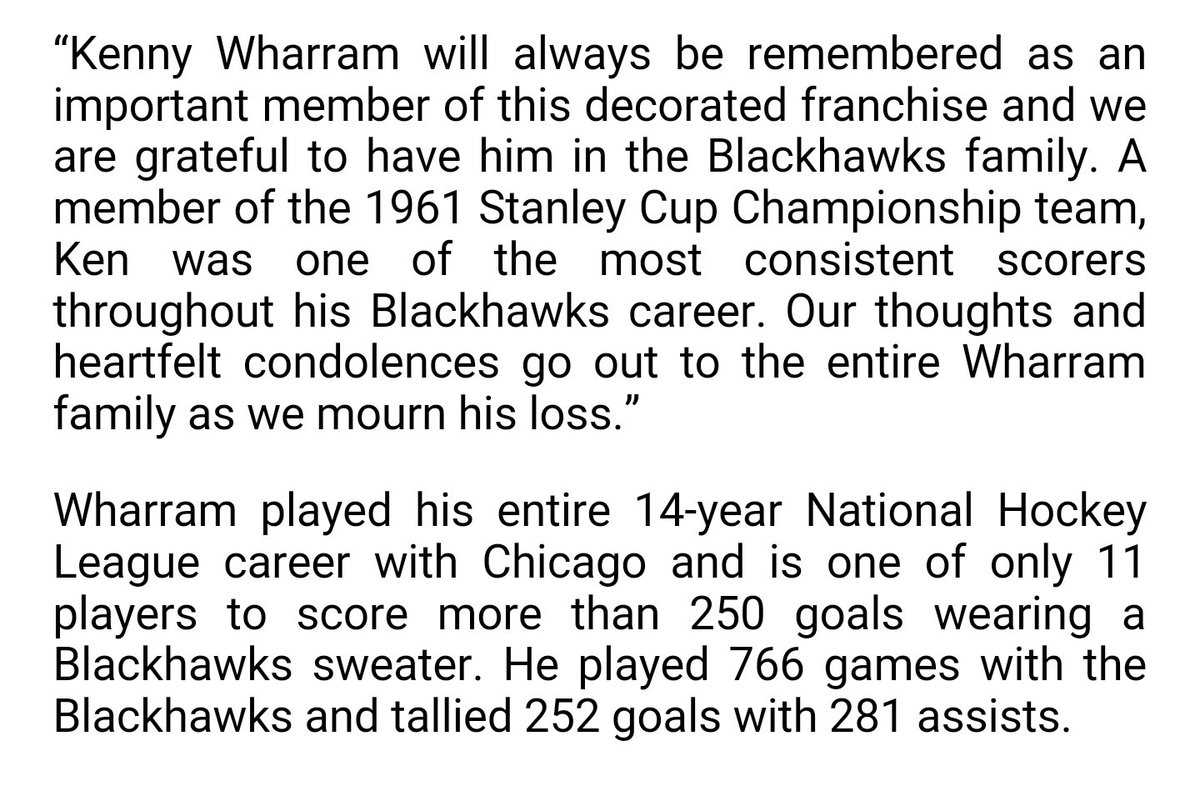 “Kenny Wharram will always be remembered as an
important member of this decorated franchise and we
are grateful to have him in the Blackhawks family. A
member of the 1961 Stanley Cup Championship team,
Ken was one of the most consistent scorers
throughout his Blackhawks career. Our thoughts and
heartfelt condolences go out to the entire Wharram
family as we mourn his loss.”
Wharram played his entire 14-year National Hockey
League career with Chicago and is one of only 11
players to score more than 250 goals wearing a
Blackhawks sweater. He played 766 games with the
Blackhawks and tallied 252 goals with 281 assists.